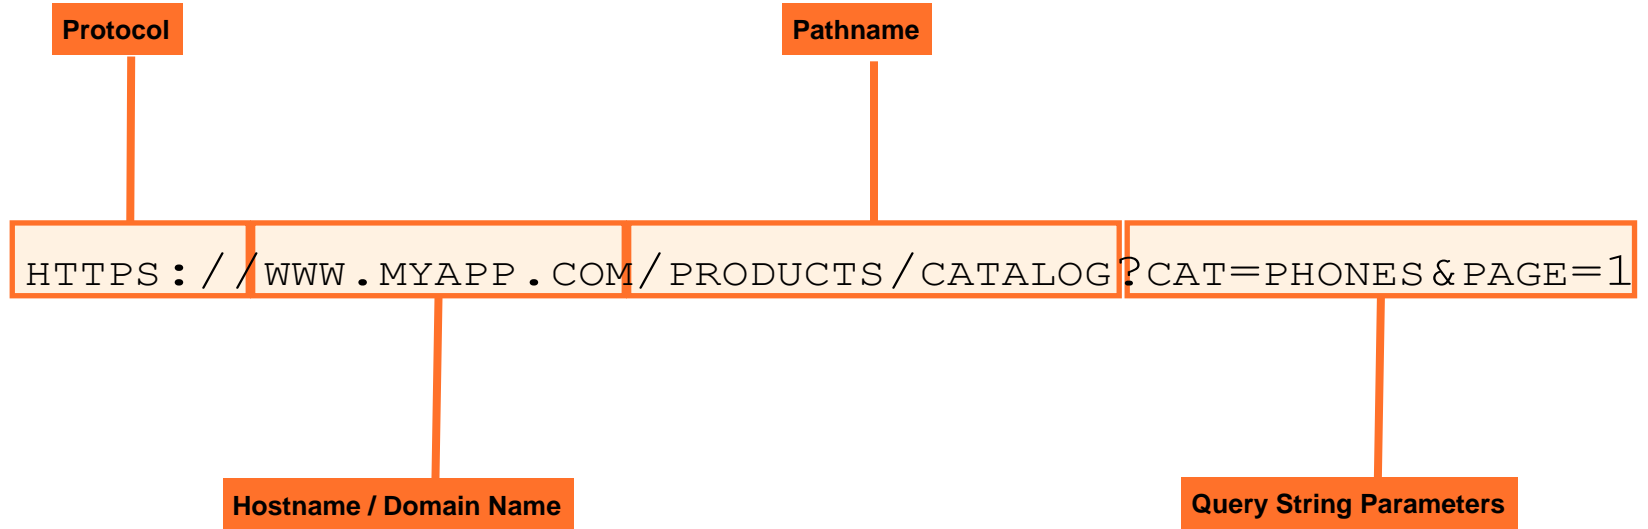 Protocol
Pathname
HTTPS://WWW.MYAPP.COM/PRODUCTS/CATALOG?CAT=PHONES&PAGE=1
Hostname / Domain Name
Query String Parameters